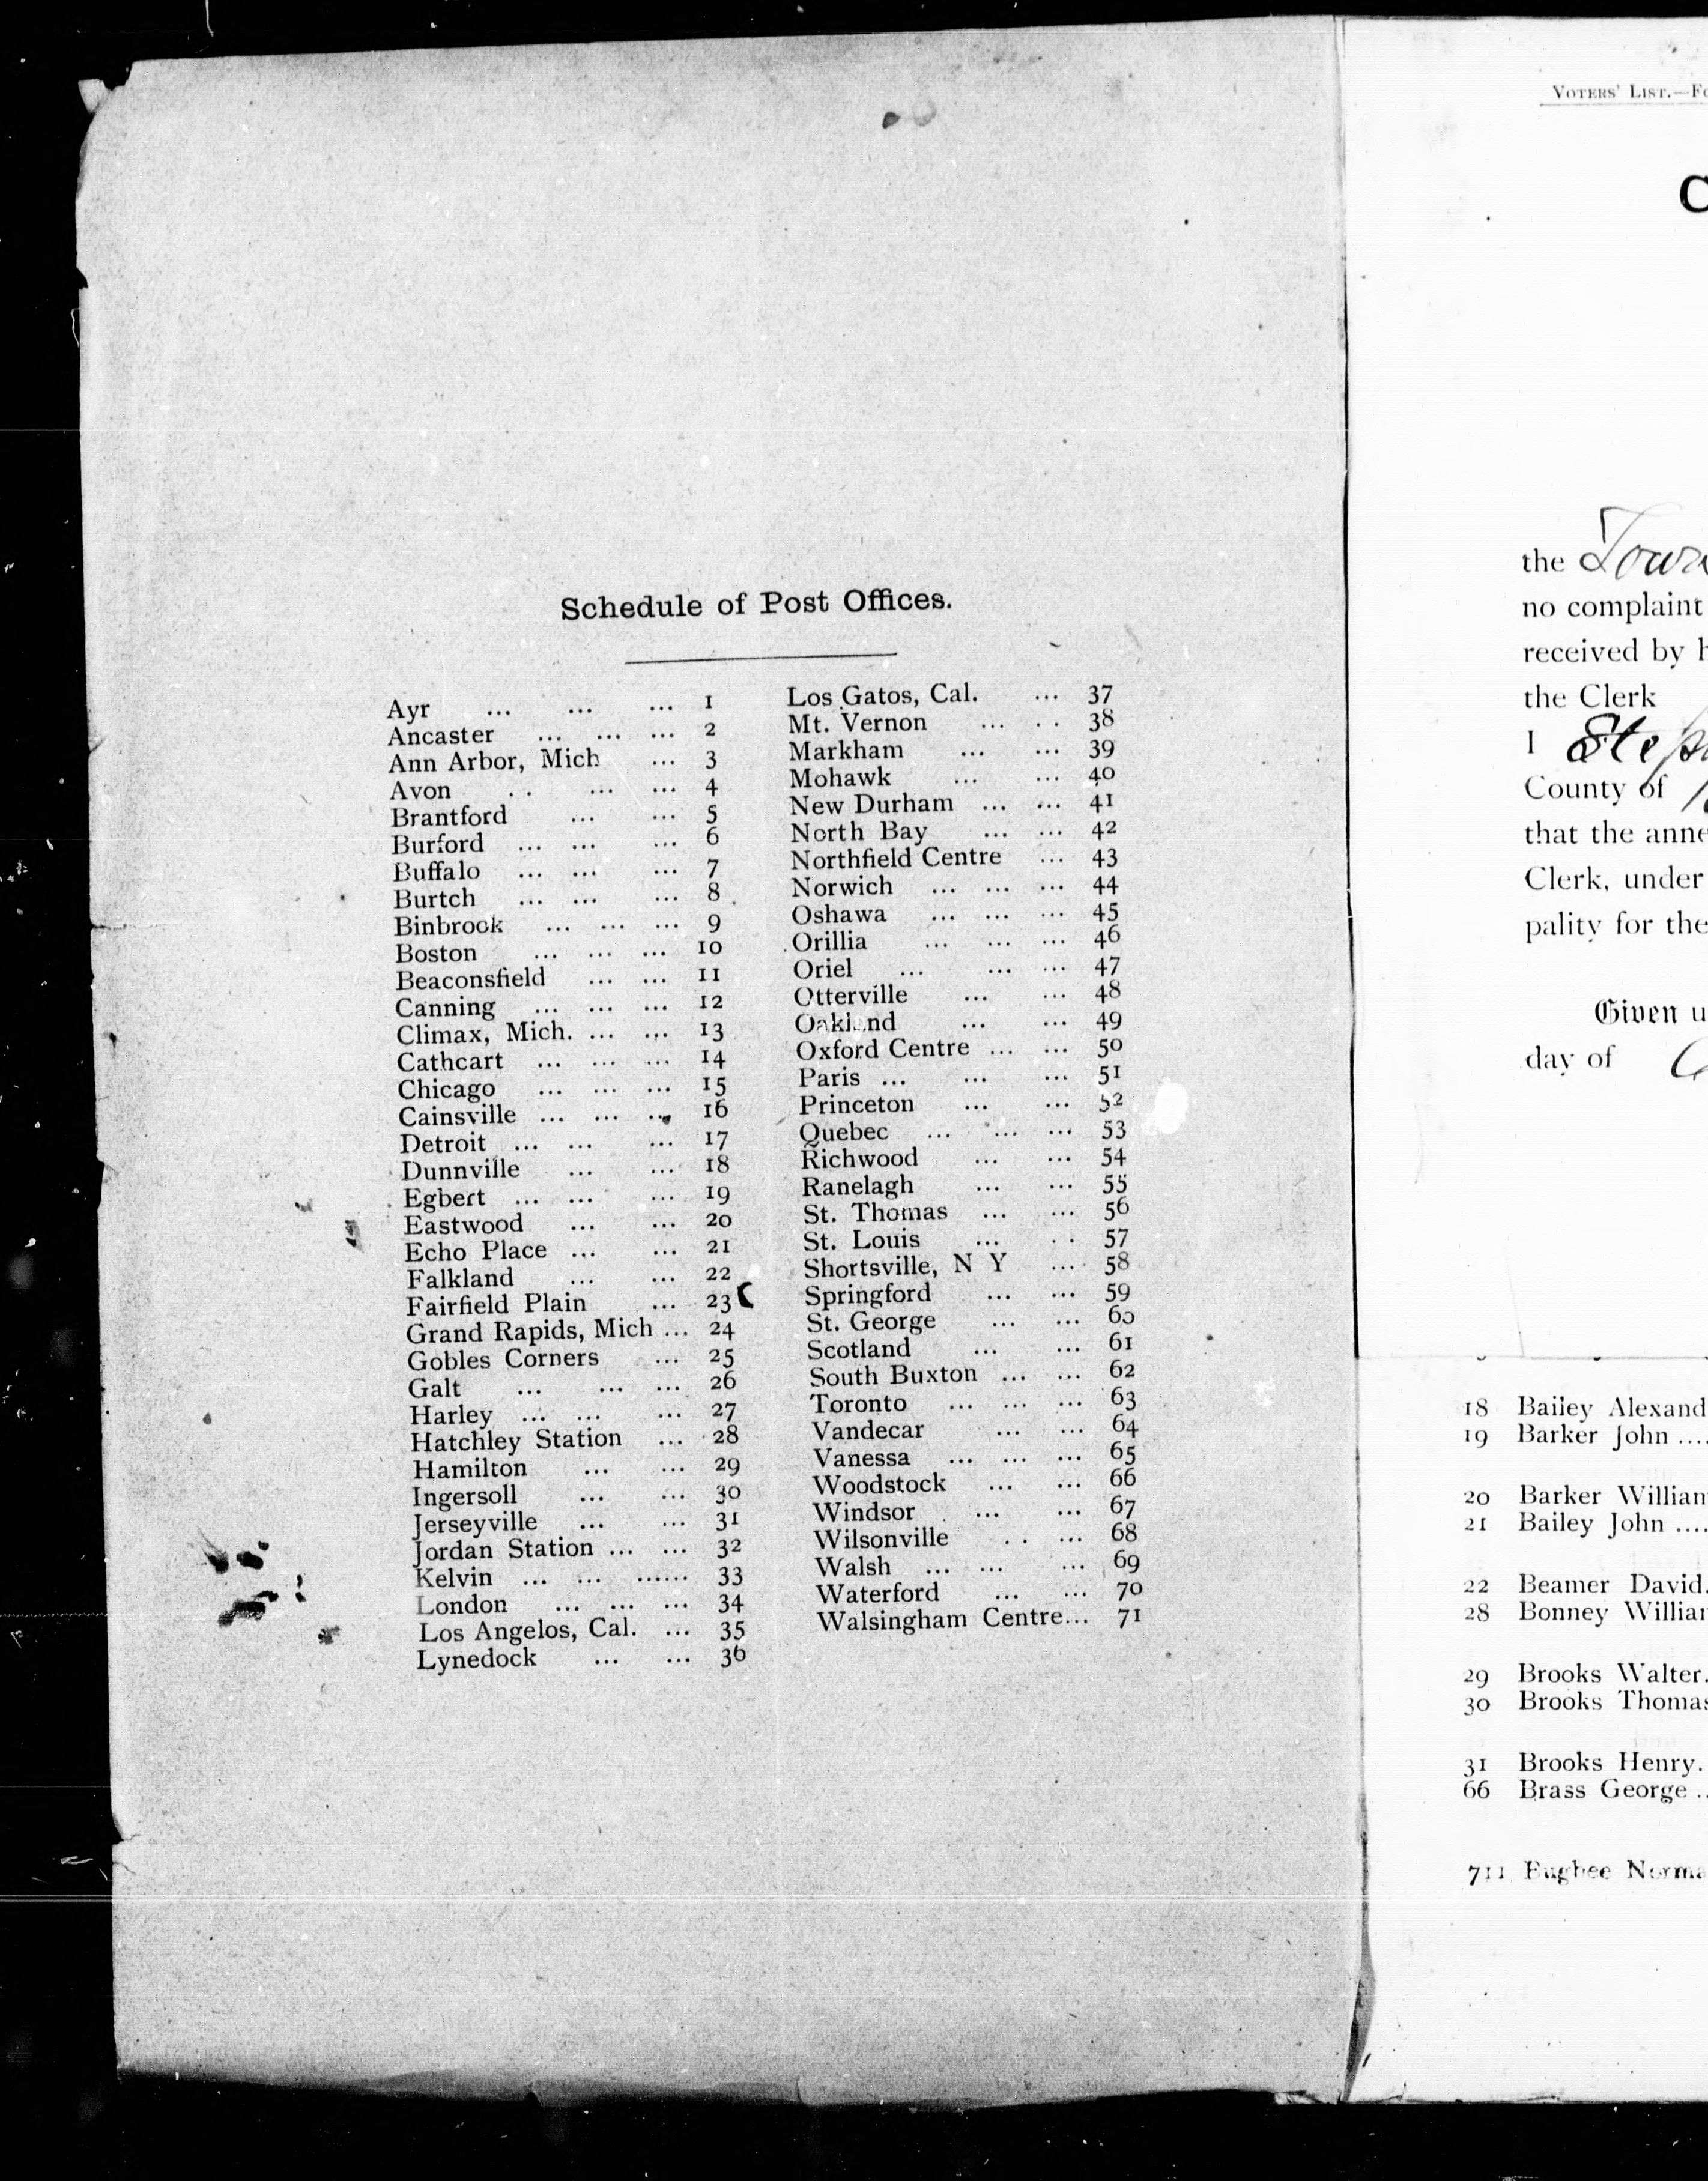 Schedule of Post Offices.
Ayr ... ... ... 1
Ancaster ... ... ... 2
Ann Arbor, Mich ... 3
Avon . . ... ... 4
Brantford ... ... 5
Burford ... ... ... 6
Buffalo ... ... ... 7
Burtch ... ... ... 8
Binbrook ... ... ... 9
Boston ... ... ... 10
Beaconsfield ... ... 11
Canning ... ... ... 12
Climax, Mich. ... ... 13
Cathcart ... ... ... 14
Chicago ... ... ... 15
Cainsville ... ... ... 16
Detroit ... ... ... 17
Dunnville ... ... 18
Egbert ... ... ... 19
Eastwood ... ... 20
Echo Place ... ... 21
Falkland ... ... 22
Fairfield Plain ... 23
Grand Rapids, Mich ... 24
Gobles Corners ... 25
Galt ... ... ... 26
Harley ... ... ... 27
Hatchley Station ... 28
Hamilton ... ... 29
Ingersoll ... ... 30
Jerseyville ... ... 31
Jordan Station ... ... 32
Kelvin ... ... ...... 33
London ... ... ... 34
Los Angelos, Cal. ... 35
Lynedock ... ... 36
Los Gatos, Cal. ... 37
Mt. Vernon ... . . 38
Markham ... ... 39
Mohawk ... ... 40
New Durham ... ... 41
North Bay ... ... 42
Northfield Centre ... 43
Norwich ... ... ... 44
Oshawa ... ... ... 45
Orillia ... ... ... 46
Oriel ... ... ... 47
Otterville ... ... 48
Oakland ... ... 49
Oxford Centre ... ... 50
Paris ... ... ... 51
Princeton ... ... 52
Quebec ... ... ... 53
Richwood ... ... 54
Ranelagh ... ... 55
St. Thomas ... ... 56
St. Louis ... . . 57
Shortsville, N Y ... 58
Springford ... ... 59
St. George ... ... 60
Scotland ... ... 61
South Buxton ... ... 62
Toronto ... ... ... 63
Vandecar ... ... 64
Vanessa ... ... ... 65
Woodstock ... ... 66
Windsor ... ... 67
Wilsonville . . ... 68
Walsh ... ... ... 69
Waterford ... ... 70
Walsingham Centre... 71
VOTERS' LIST.—Fo
C
the
no complaint
received by h
the Clerk
I Steph
County of
that the anne
Clerk, under
pality for the
Given u
day of
18 Bailey Alexand
19 Barker John ....
20 Barker William
21 Bailey John ....
22 Beamer David.
28 Bonney William
29 Brooks Walter.
30 Brooks Thomas
31 Brooks Henry.
66 Brass George ..
711 Bugbee Norma